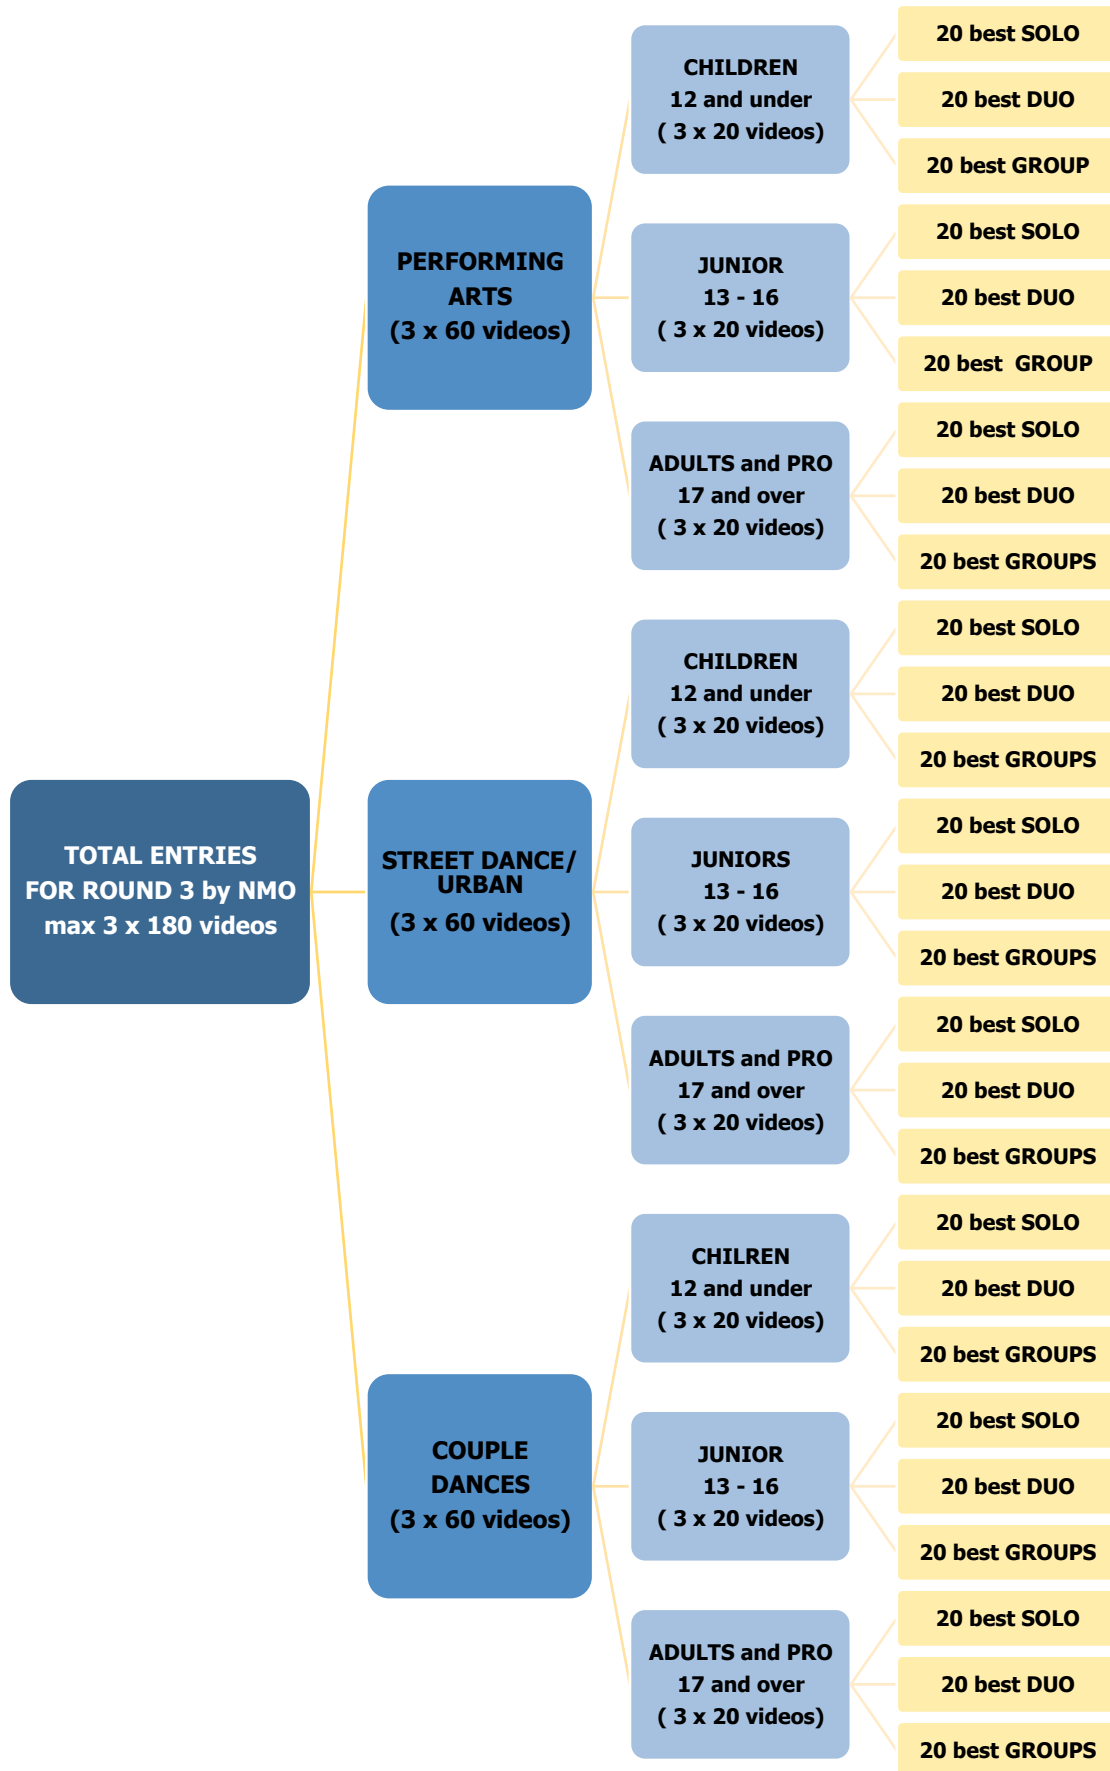 TOTAL ENTRIES
FOR ROUND 3 by NMO
max 3 x 180 videos
PERFORMING
ARTS
(3 x 60 videos)
CHILDREN
12 and under
( 3 x 20 videos)
20 best SOLO
20 best DUO
20 best GROUP
JUNIOR
13 - 16
( 3 x 20 videos)
20 best SOLO
20 best DUO
20 best  GROUP
ADULTS and PRO
17 and over
( 3 x 20 videos)
20 best SOLO
20 best DUO
20 best GROUPS
STREET DANCE/
URBAN
(3 x 60 videos)
CHILDREN
12 and under
( 3 x 20 videos)
20 best SOLO
20 best DUO
20 best GROUPS
JUNIORS
13 - 16
( 3 x 20 videos)
20 best SOLO
20 best DUO
20 best GROUPS
ADULTS and PRO
17 and over
( 3 x 20 videos)
20 best SOLO
20 best DUO
20 best GROUPS
COUPLE
DANCES
(3 x 60 videos)
CHILREN
12 and under
( 3 x 20 videos)
20 best SOLO
20 best DUO
20 best GROUPS
JUNIOR
13 - 16
( 3 x 20 videos)
20 best SOLO
20 best DUO
20 best GROUPS
ADULTS and PRO
17 and over
( 3 x 20 videos)
20 best SOLO
20 best DUO
20 best GROUPS